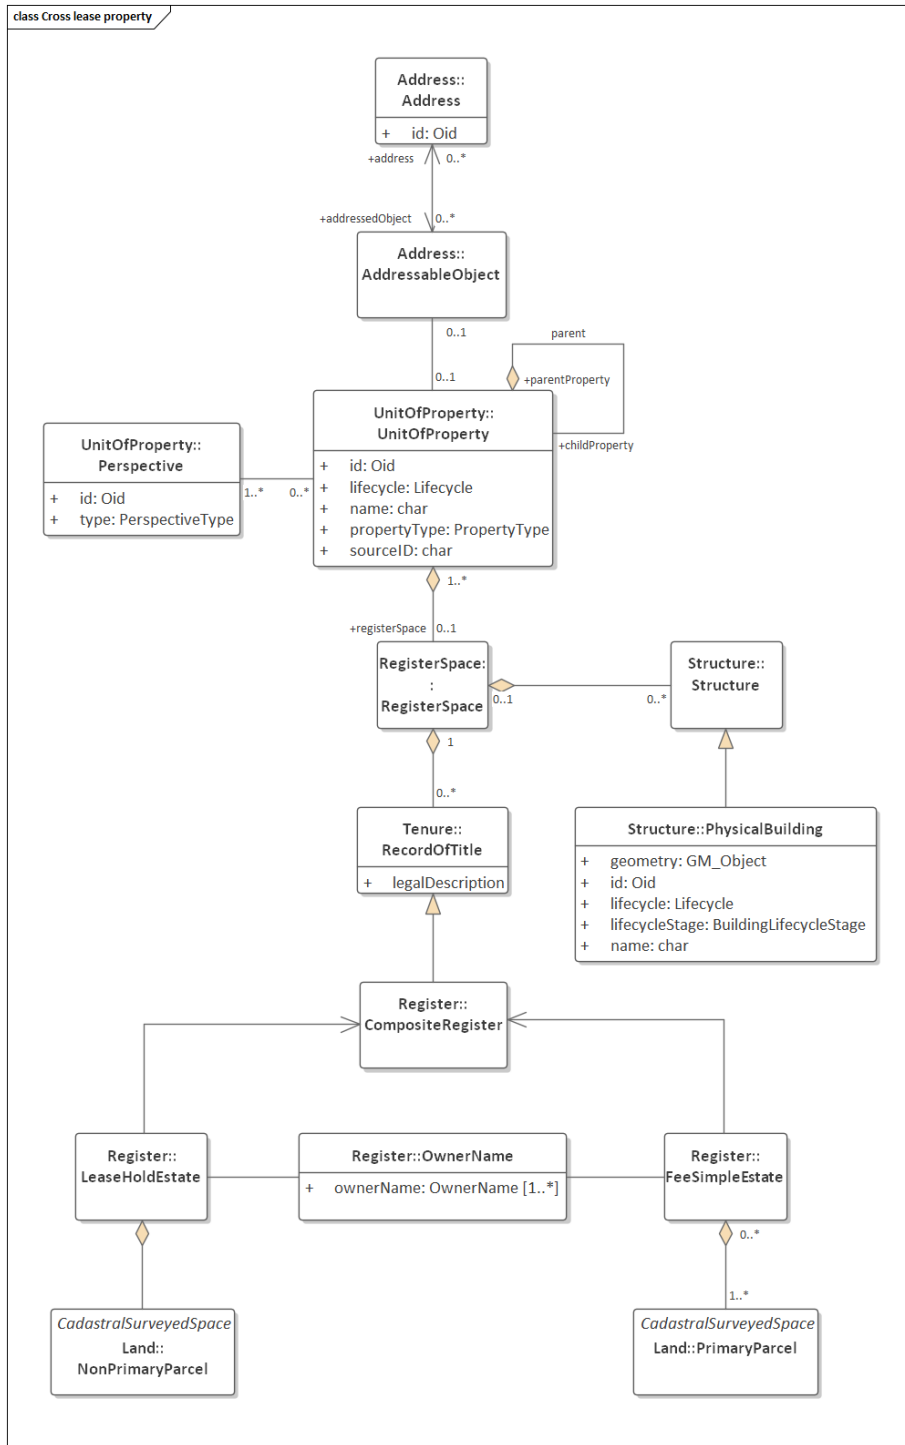 class Cross lease property
Address::
Address
+ id: Oid
+address 0..*
+addressedObject 0..*
Address::
AddressableObject
0..1
0..1
parent
+parentProperty
+childProperty
UnitOfProperty::
UnitOfProperty
+ id: Oid
+ lifecycle: Lifecycle
+ name: char
+ propertyType: PropertyType
+ sourceID: char
UnitOfProperty::
Perspective
+ id: Oid
+ type: PerspectiveType
1..* 0..*
1..*
+registerSpace 0..1
RegisterSpace:
:
RegisterSpace
0..1 0..*
Structure::
Structure
1
0..*
Tenure::
RecordOfTitle
+ legalDescription
Structure::PhysicalBuilding
+ geometry: GM_Object
+ id: Oid
+ lifecycle: Lifecycle
+ lifecycleStage: BuildingLifecycleStage
+ name: char
Register::
CompositeRegister
Register::
LeaseHoldEstate
Register::OwnerName
+ ownerName: OwnerName [1..*]
Register::
FeeSimpleEstate
0..*
1..*
CadastralSurveyedSpace
Land::
NonPrimaryParcel
CadastralSurveyedSpace
Land::PrimaryParcel